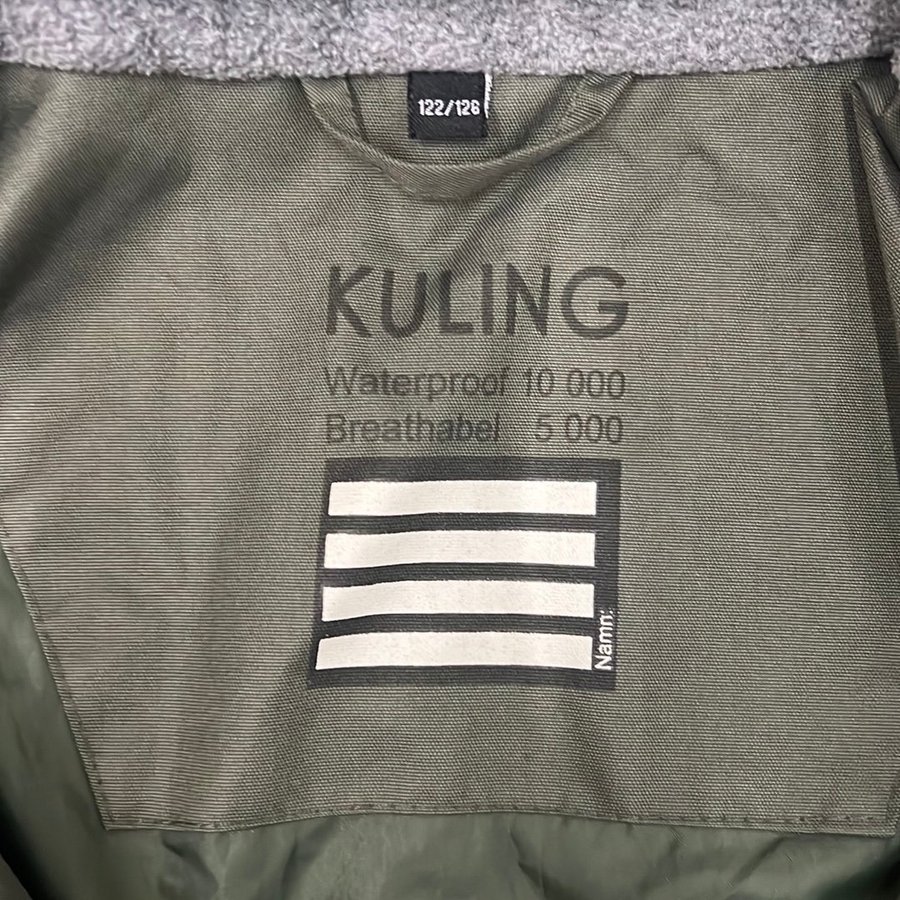 122/128
KULING
Waterproof 10 000
Breathabel 5 000
Namn: